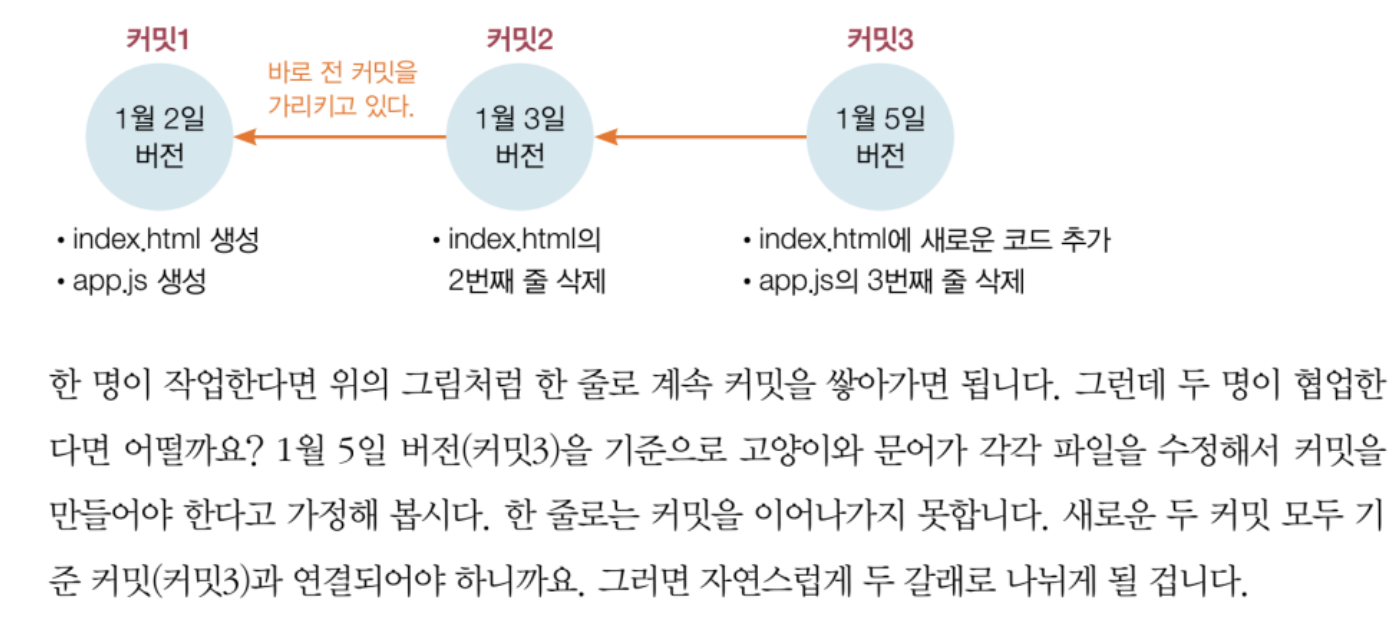 커밋1
커밋2
커밋3
바로 전 커밋을
가리키고 있다.
1월 2일
버전
1월 3일
버전
1월 5일
버전
• index.html 생성
• app.js 생성
• index.html의
2번째 줄 삭제
• index.html에 새로운 코드 추가
• app.js의 3번째 줄 삭제
한 명이 작업한다면 위의 그림처럼 한 줄로 계속 커밋을 쌓아가면 됩니다. 그런데 두 명이 협업한
다면 어떨까요? 1월 5일 버전(커밋3)을 기준으로 고양이와 문어가 각각 파일을 수정해서 커밋을
만들어야 한다고 가정해 봅시다. 한 줄로는 커밋을 이어나가지 못합니다. 새로운 두 커밋 모두 기
준 커밋(커밋3)과 연결되어야 하니까요. 그러면 자연스럽게 두 갈래로 나뉘게 될 겁니다.